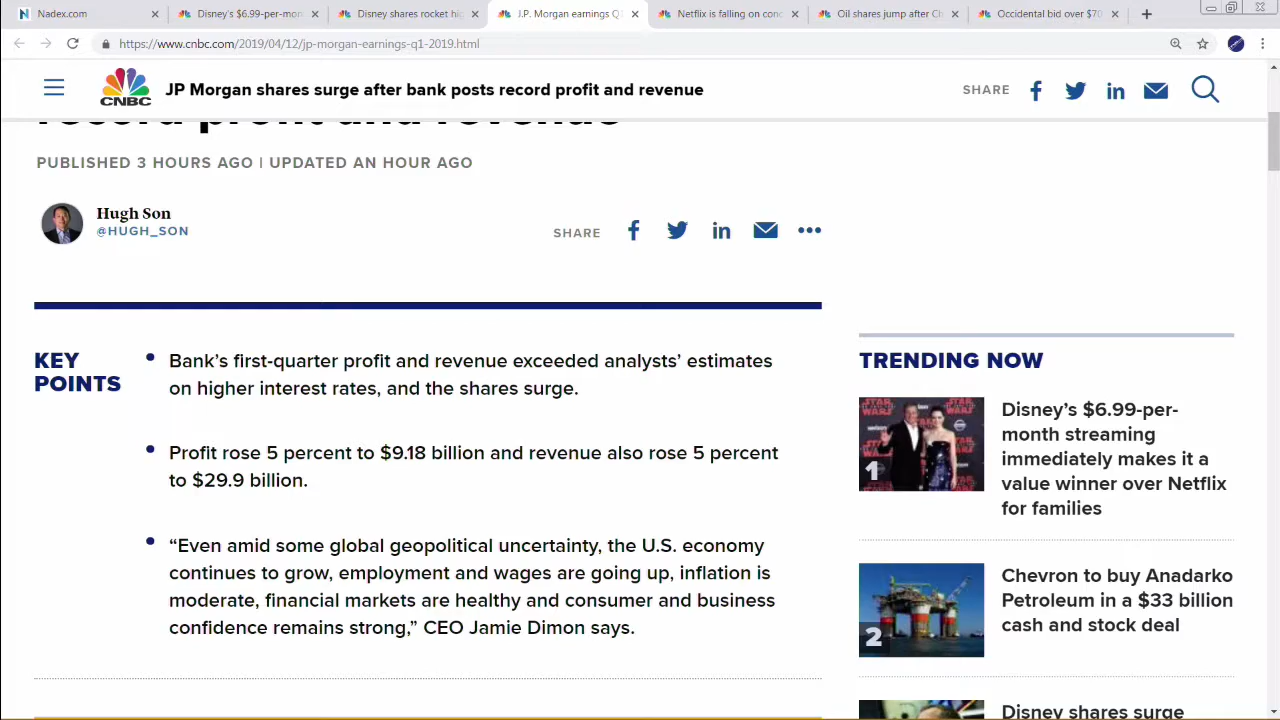 Nadex.com
Disney's $6.99-per-mon
Disney shares rocket hig
J.P. Morgan earnings Q1
Netflix is falling on conc
Oil shares jump after Ch
Occidental bid over $70
https://www.cnbc.com/2019/04/12/jp-morgan-earnings-q1-2019.html
CNBC
JP Morgan shares surge after bank posts record profit and revenue
SHARE
record profit and revenue
PUBLISHED 3 HOURS AGO | UPDATED AN HOUR AGO
Hugh Son
@HUGH_SON
SHARE
KEY
POINTS
Bank's first-quarter profit and revenue exceeded analysts' estimates
on higher interest rates, and the shares surge.
Profit rose 5 percent to $9.18 billion and revenue also rose 5 percent
to $29.9 billion.
“Even amid some global geopolitical uncertainty, the U.S. economy
continues to grow, employment and wages are going up, inflation is
moderate, financial markets are healthy and consumer and business
confidence remains strong,” CEO Jamie Dimon says.
TRENDING NOW
STAR
WARS
1
Disney's $6.99-per-
month streaming
immediately makes it a
value winner over Netflix
for families
2
Chevron to buy Anadarko
Petroleum in a $33 billion
cash and stock deal
Disney shares surge